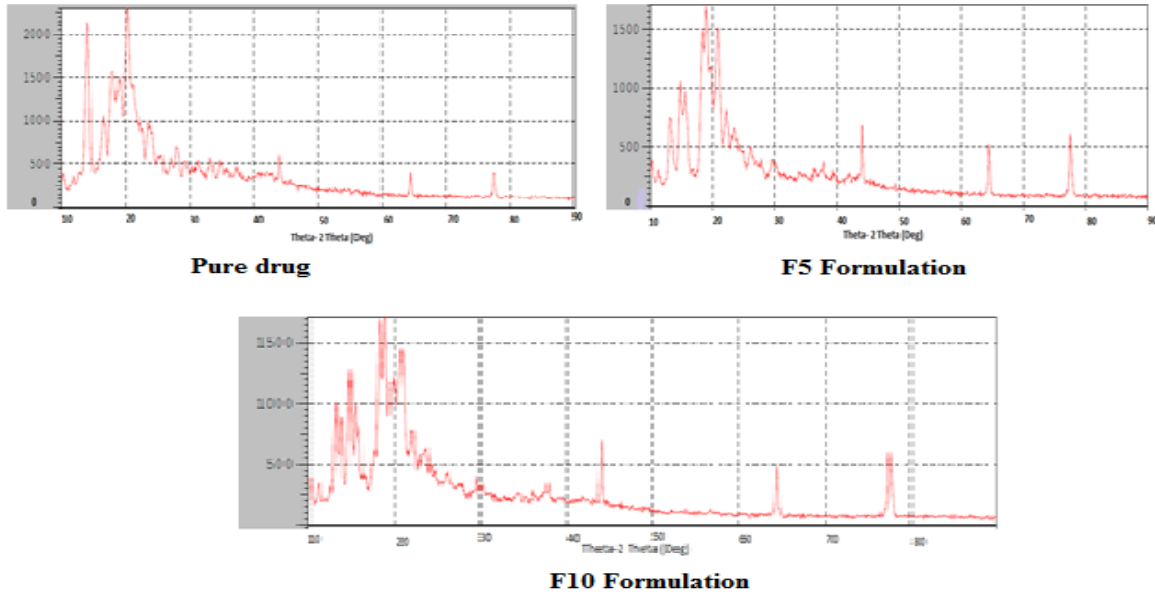 2000
1500
1000
500
0
10 20 30 40 50 60 70 80 90
Theta-2 Theta (Deg)
Pure drug
1500
1000
500
0
10 20 30 40 50 60 70 80 90
Theta-2 Theta (Deg)
F5 Formulation
1500
1000
500
10 20 30 40 50 60 70 80
Theta-2 Theta (Deg)
F10 Formulation